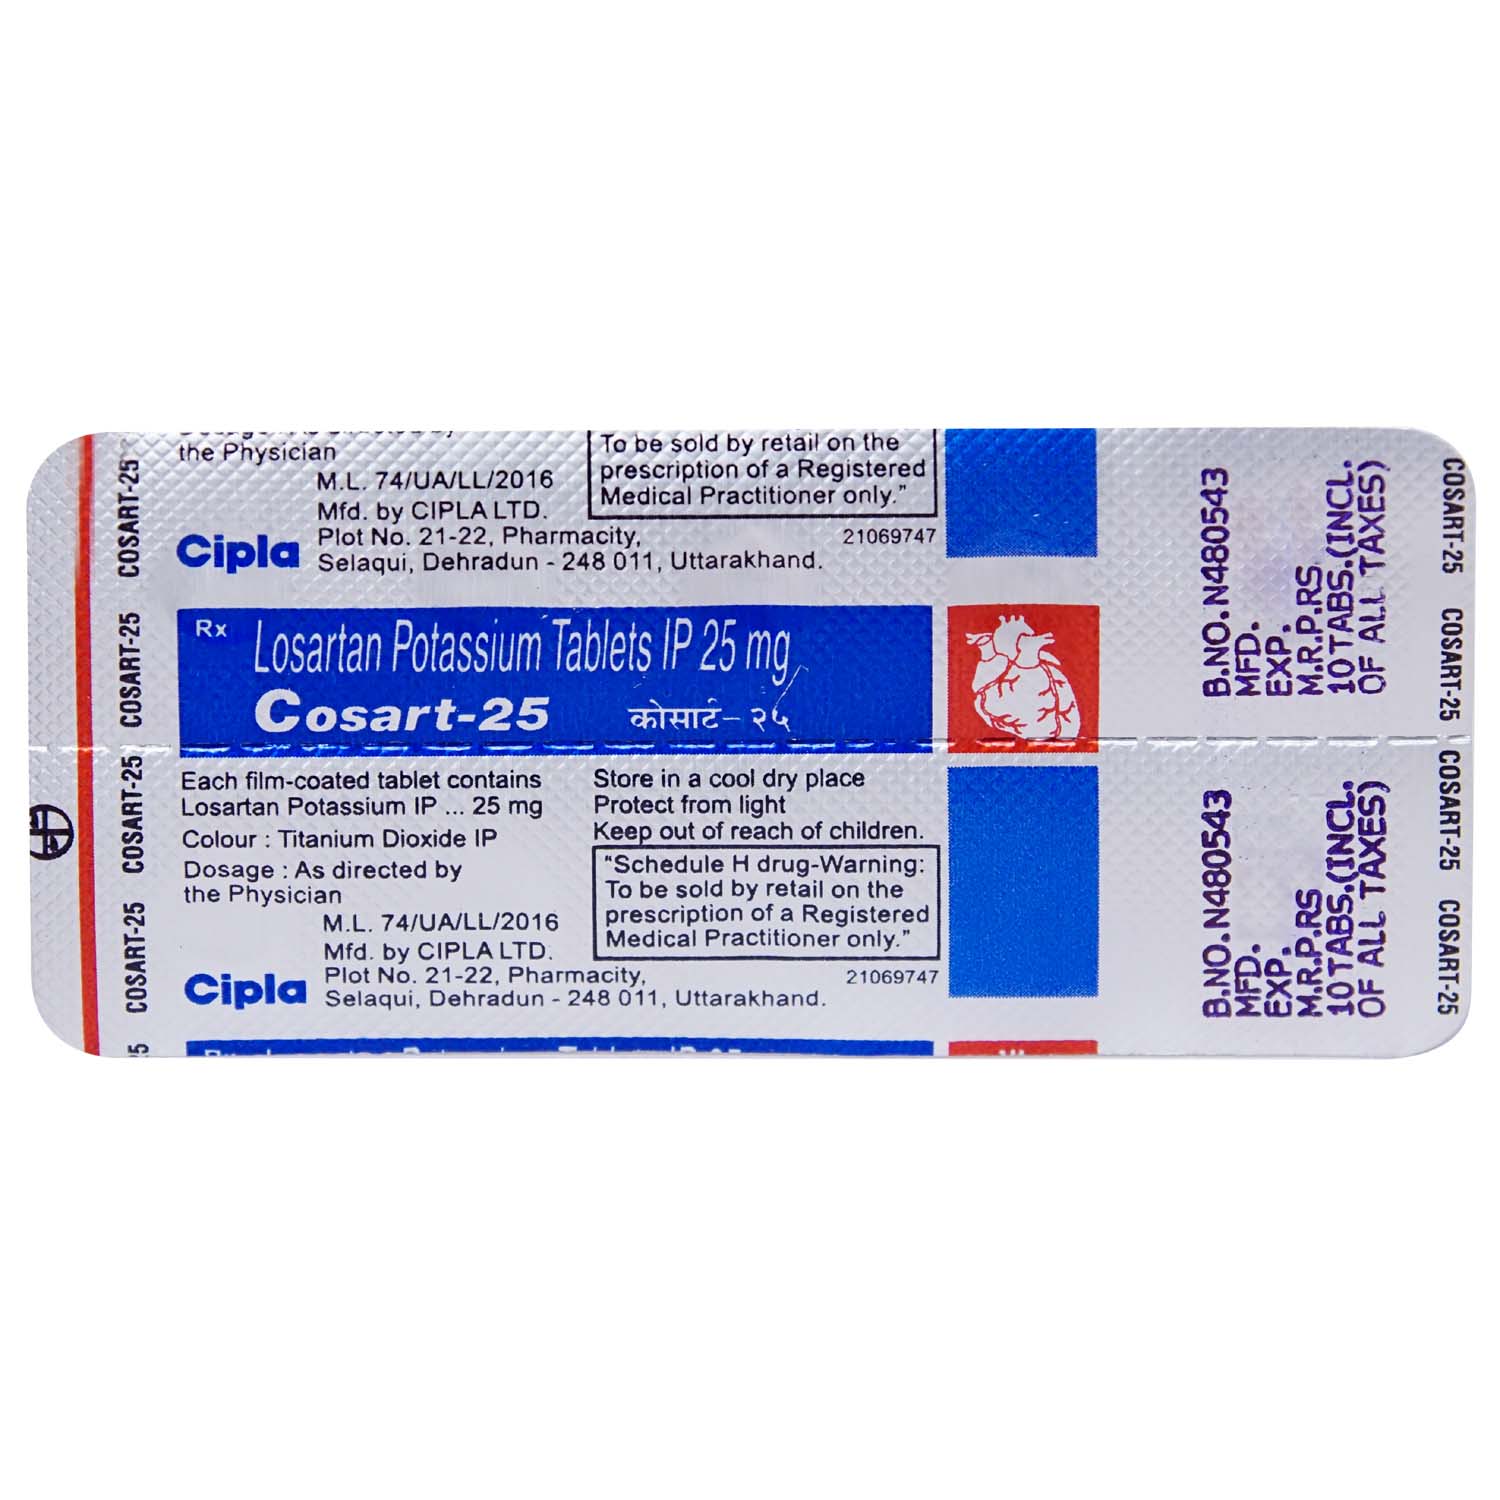 the Physician
M.L. 74/UA/LL/2016
Mfd. by CIPLA LTD.
Cipla
Plot No. 21-22, Pharmacity,
Selaqui, Dehradun - 248 011, Uttarakhand.
To be sold by retail on the
prescription of a Registered
Medical Practitioner only."
21069747
Rx Losartan Potassium Tablets IP 25 mg
Cosart-25 कोसार्ट–२५
Each film-coated tablet contains
Losartan Potassium IP ... 25 mg
Colour : Titanium Dioxide IP
Dosage : As directed by
the Physician
M.L. 74/UA/LL/2016
Mfd. by CIPLA LTD.
Cipla
Plot No. 21-22, Pharmacity,
Selaqui, Dehradun - 248 011, Uttarakhand.
Store in a cool dry place
Protect from light
Keep out of reach of children.
"Schedule H drug-Warning:
To be sold by retail on the
prescription of a Registered
Medical Practitioner only."
21069747
COSART-25
COSART-25
COSART-25
COSART-25
B.NO.N480543
MFD.
EXP.
M.R.P.RS
10TABS.(INCL.
OF ALL TAXES)
B.NO.N480543
MFD.
EXP.
M.R.P.RS
10TABS.(INCL.
OF ALL TAXES)
COSART-25
COSART-25
COSART-25
COSART-25